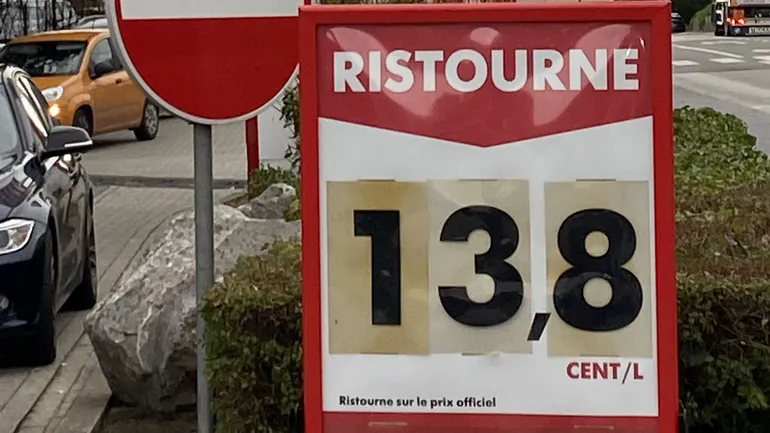 RISTOURNE
13,8
CENT/L
Ristourne sur le prix officiel